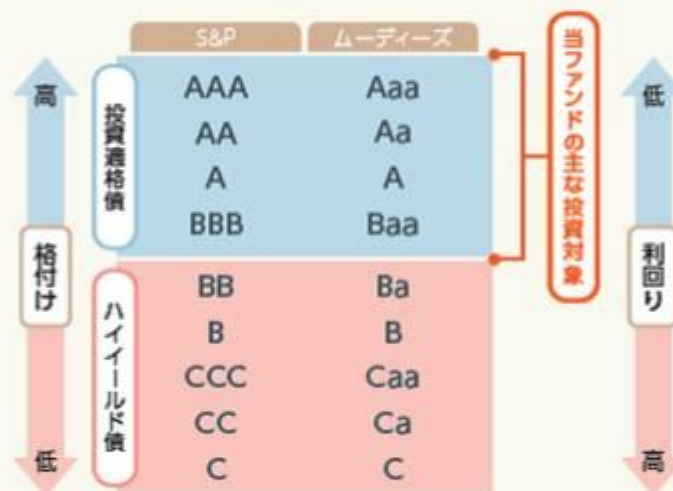 S&P ムーディーズ
高
格付け
低
投資適格債
AAA Aaa
AA Aa
A A
BBB Baa
ハイイールド債
BB Ba
B B
CCC Caa
CC Ca
C C
当ファンドの主な投資対象
低
利回り
高